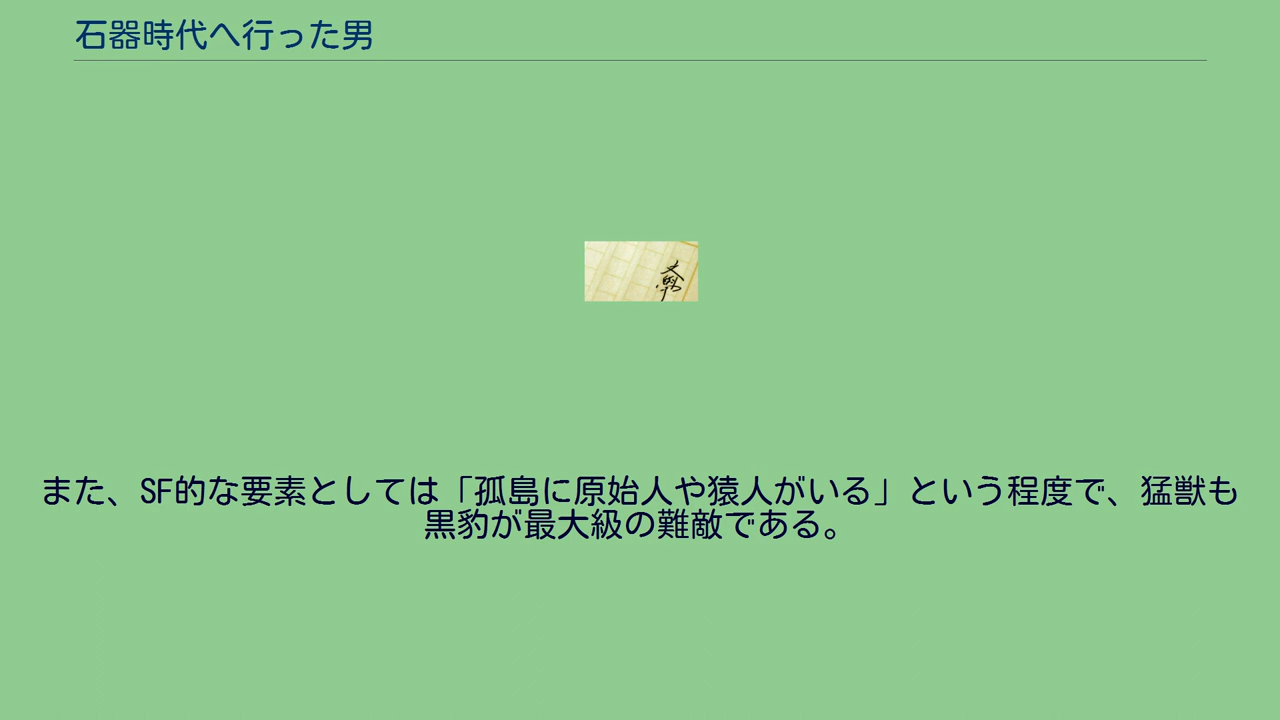 石器時代へ行った男
また、SF的な要素としては「孤島に原始人や猿人がいる」という程度で、猛獣も
黒豹が最大級の難敵である。